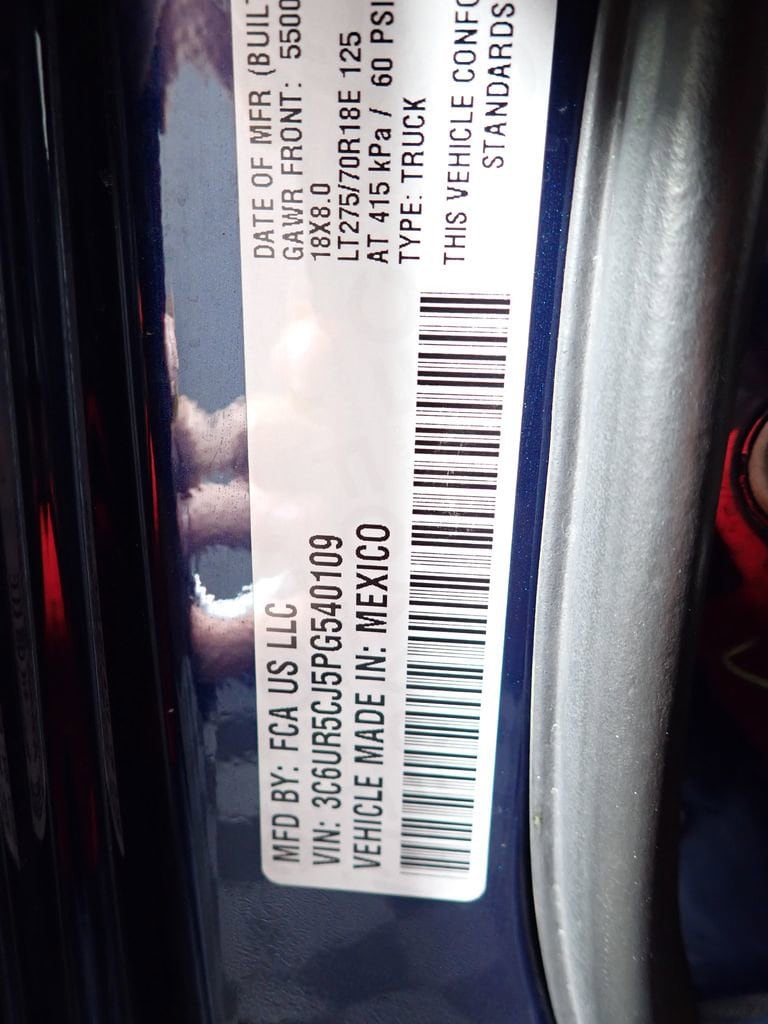 MFD BY: FCA US LLC
VIN: 3C6UR5CJ5PG540109
VEHICLE MADE IN: MEXICO
DATE OF MFR (BUILT
GAWR FRONT: 5500
18X8.0
LT275/70R18E 125
AT 415 kPa / 60 PSI
TYPE: TRUCK
THIS VEHICLE CONFO
STANDARDS